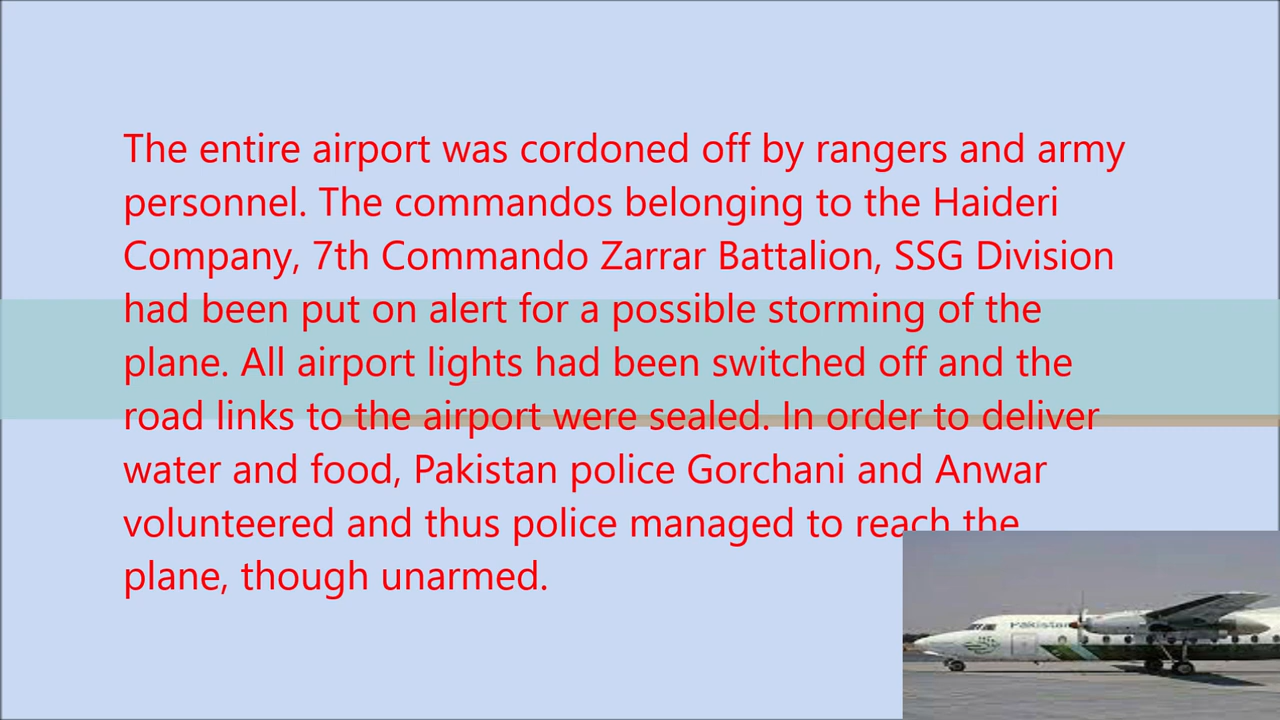 The entire airport was cordoned off by rangers and army
personnel. The commandos belonging to the Haideri
Company, 7th Commando Zarrar Battalion, SSG Division
had been put on alert for a possible storming of the
plane. All airport lights had been switched off and the
road links to the airport were sealed. In order to deliver
water and food, Pakistan police Gorchani and Anwar
volunteered and thus police managed to reach the
plane, though unarmed.
Pakistan